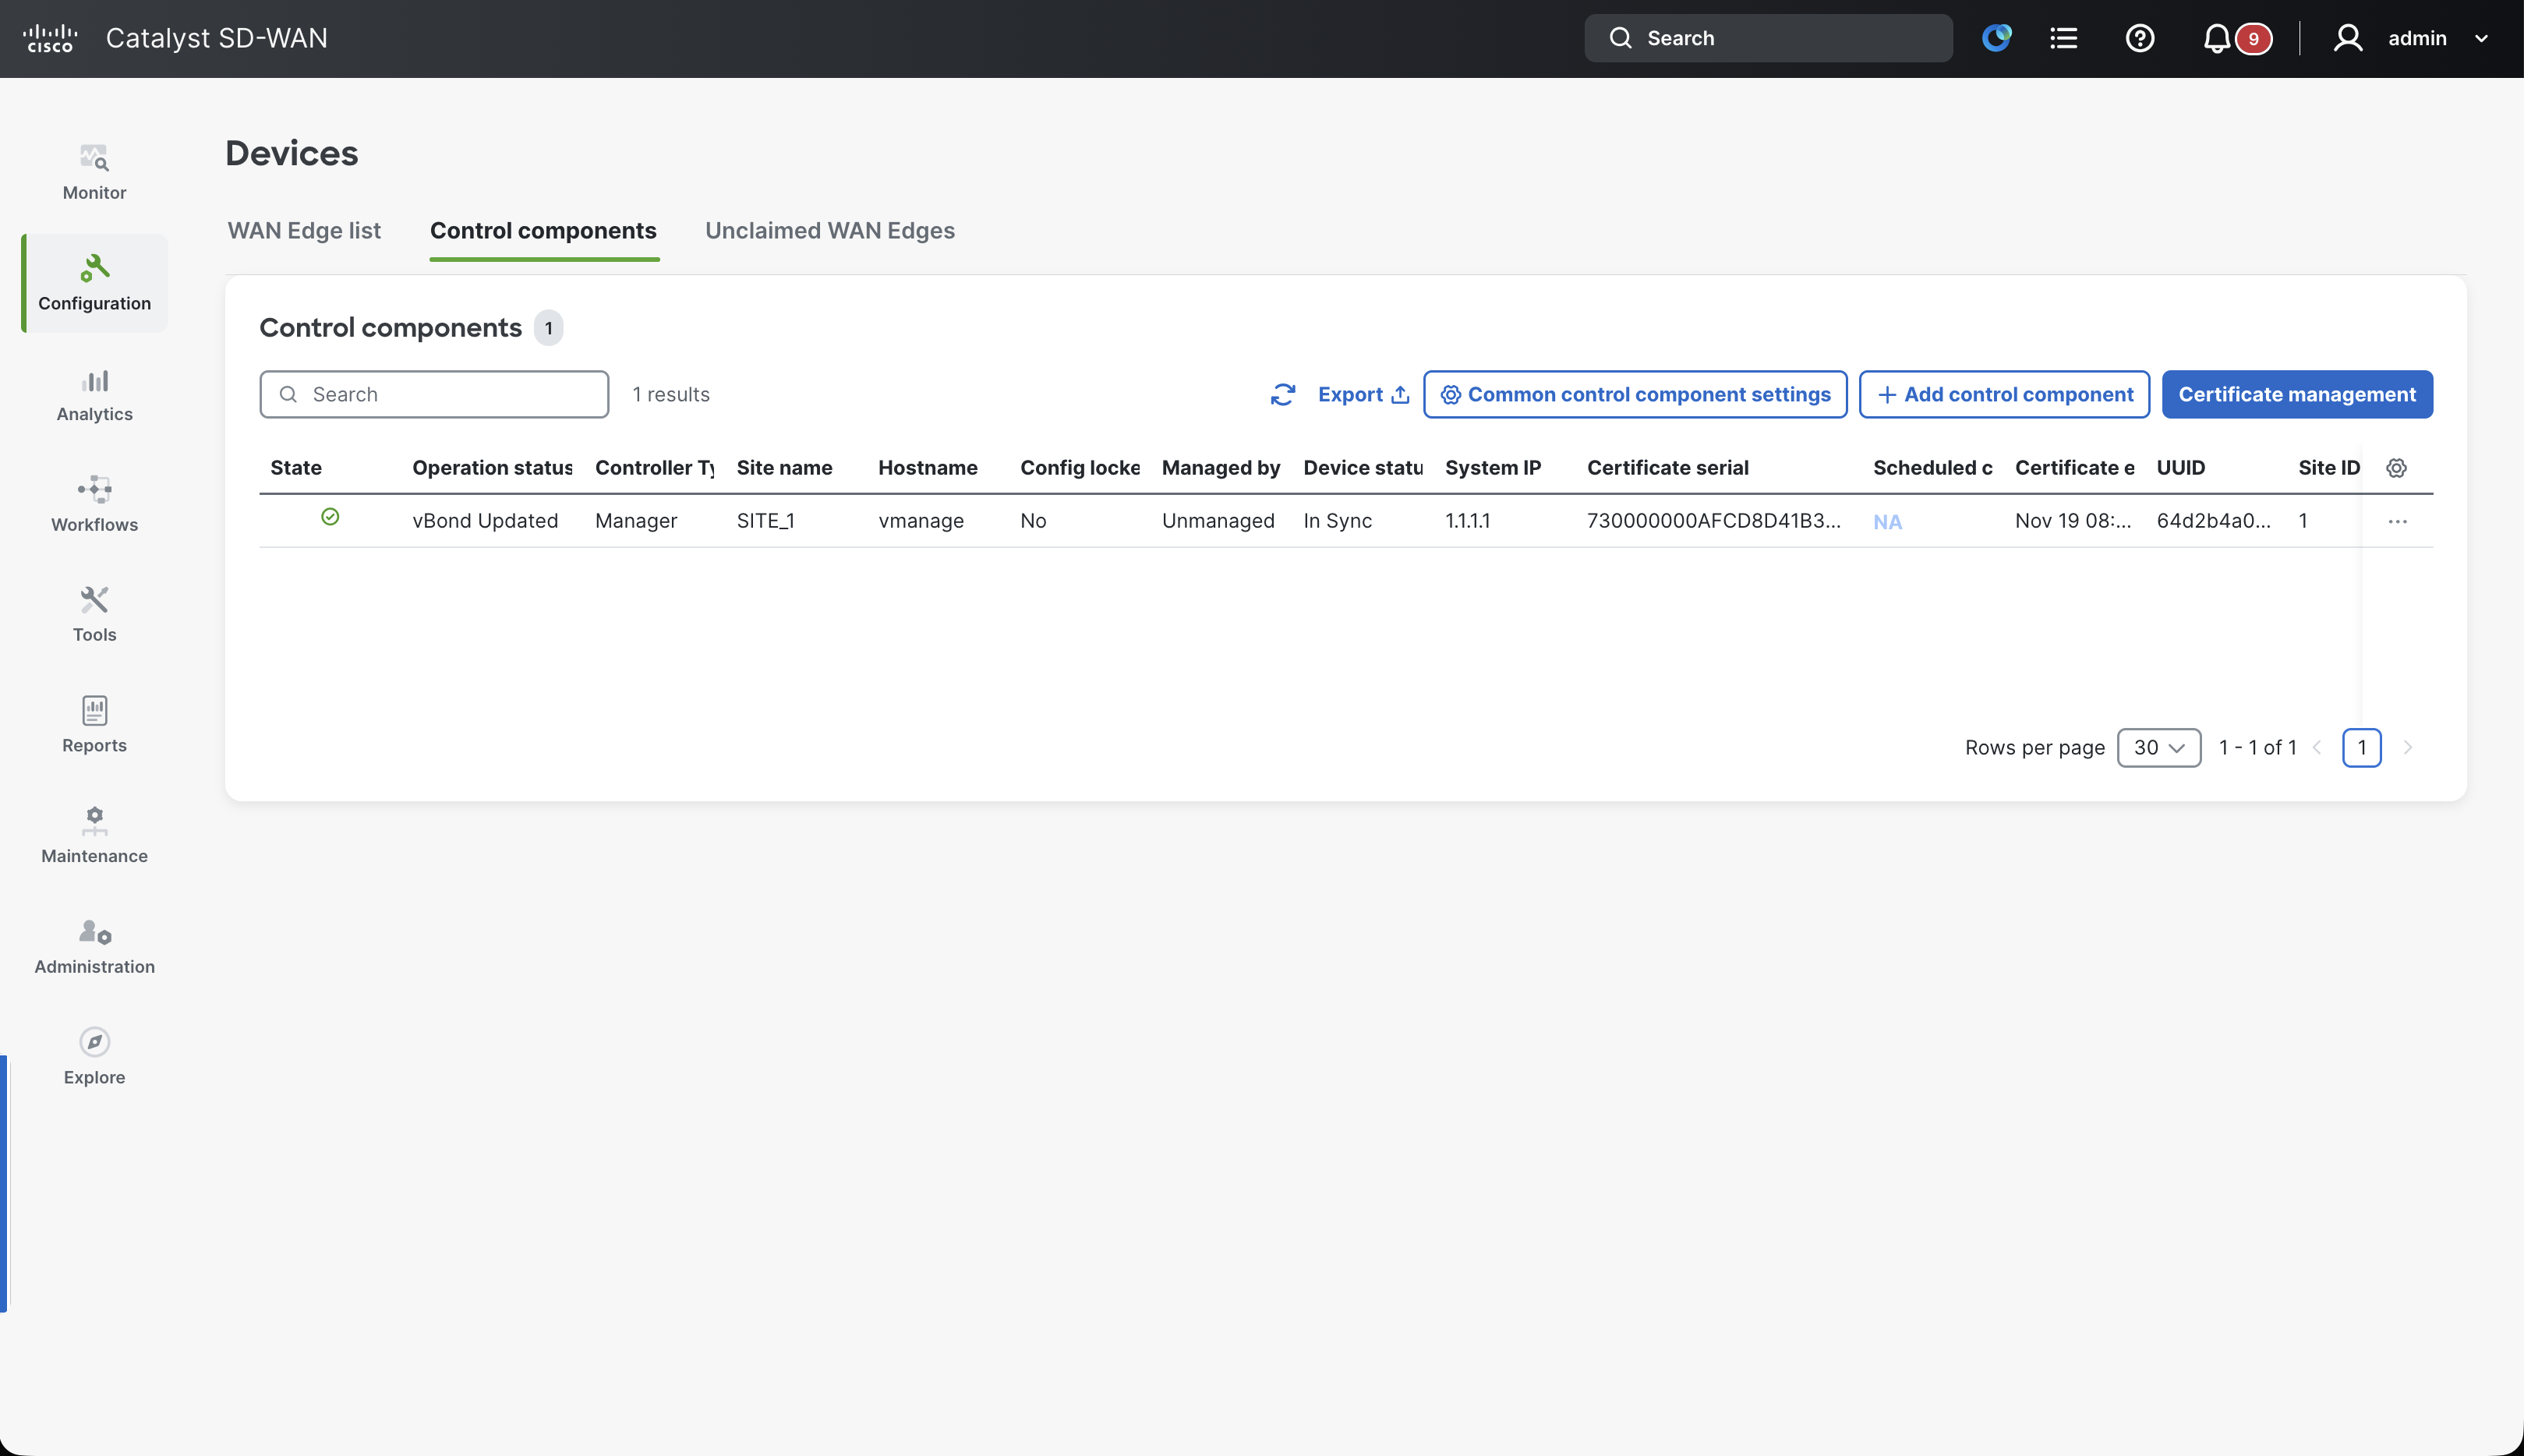 CISCO Catalyst SD-WAN Search 9 admin
Monitor
Configuration
Analytics
Workflows
Tools
Reports
Maintenance
Administration
Explore
Devices
WAN Edge list Control components Unclaimed WAN Edges
Control components 1
Search 1 results Export Common control component settings + Add control component Certificate management
State Operation status Controller Ty Site name Hostname Config locke Managed by Device statu System IP Certificate serial Scheduled c Certificate e UUID Site ID
vBond Updated Manager SITE_1 vmanage No Unmanaged In Sync 1.1.1.1 730000000AFCD8D41B3... NA Nov 19 08:... 64d2b4a0... 1 ...
Rows per page 30 1 - 1 of 1 1